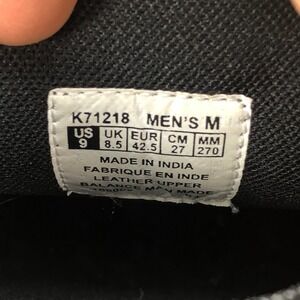 K71218 MEN'S M
US UK EUR CM MM
9 8.5 42.5 27 270
MADE IN INDIA
FABRIQUE EN INDE
LEATHER UPPER
BALANCE MAN MADE